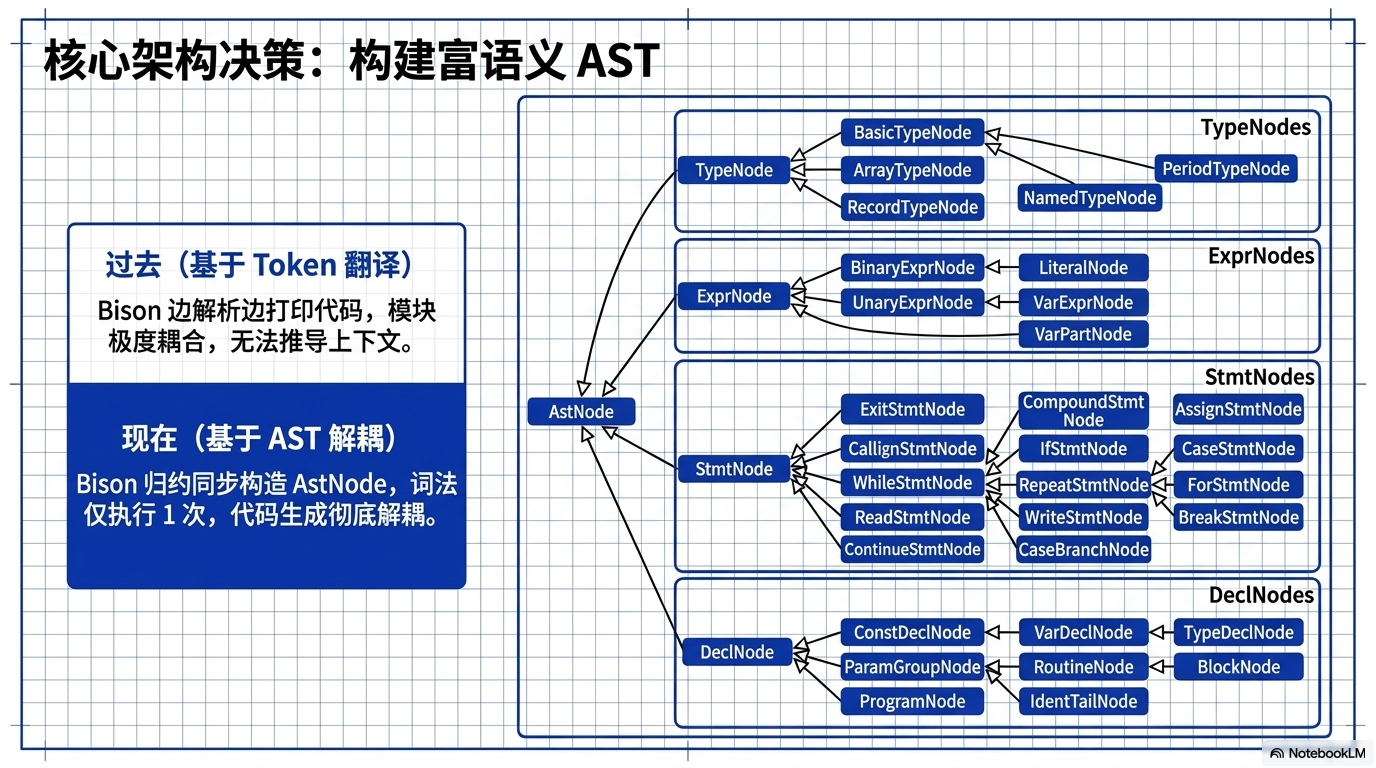 核心架构决策：构建富语义 AST
过去（基于 Token 翻译）
Bison 边解析边打印代码，模块
极度耦合，无法推导上下文。
现在（基于 AST 解耦）
Bison 归约同步构造 AstNode，词法
仅执行 1 次，代码生成彻底解耦。
AstNode
TypeNodes
TypeNode
BasicTypeNode
ArrayTypeNode
RecordTypeNode
NamedTypeNode
PeriodTypeNode
ExprNodes
ExprNode
BinaryExprNode
LiteralNode
UnaryExprNode
VarExprNode
VarPartNode
StmtNodes
StmtNode
ExitStmtNode
CompoundStmt
Node
AssignStmtNode
CallignStmtNode
IfStmtNode
CaseStmtNode
WhileStmtNode
RepeatStmtNode
ForStmtNode
ReadStmtNode
WriteStmtNode
BreakStmtNode
ContinueStmtNode
CaseBranchNode
DeclNodes
DeclNode
ConstDeclNode
VarDeclNode
TypeDeclNode
ParamGroupNode
RoutineNode
BlockNode
ProgramNode
IdentTailNode
NotebookLM